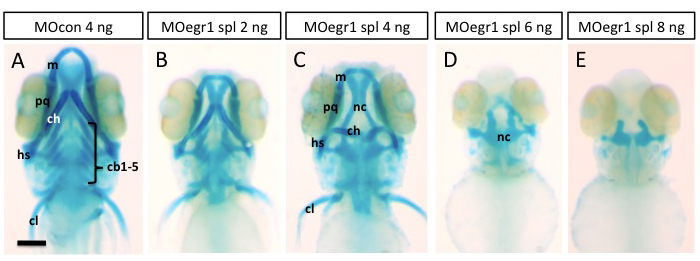 MOcon 4 ng MOegr1 spl 2 ng MOegr1 spl 4 ng MOegr1 spl 6 ng MOegr1 spl 8 ng
A B C D E
m m
pq pq nc
ch ch nc
hs hs
cb1-5
cl cl